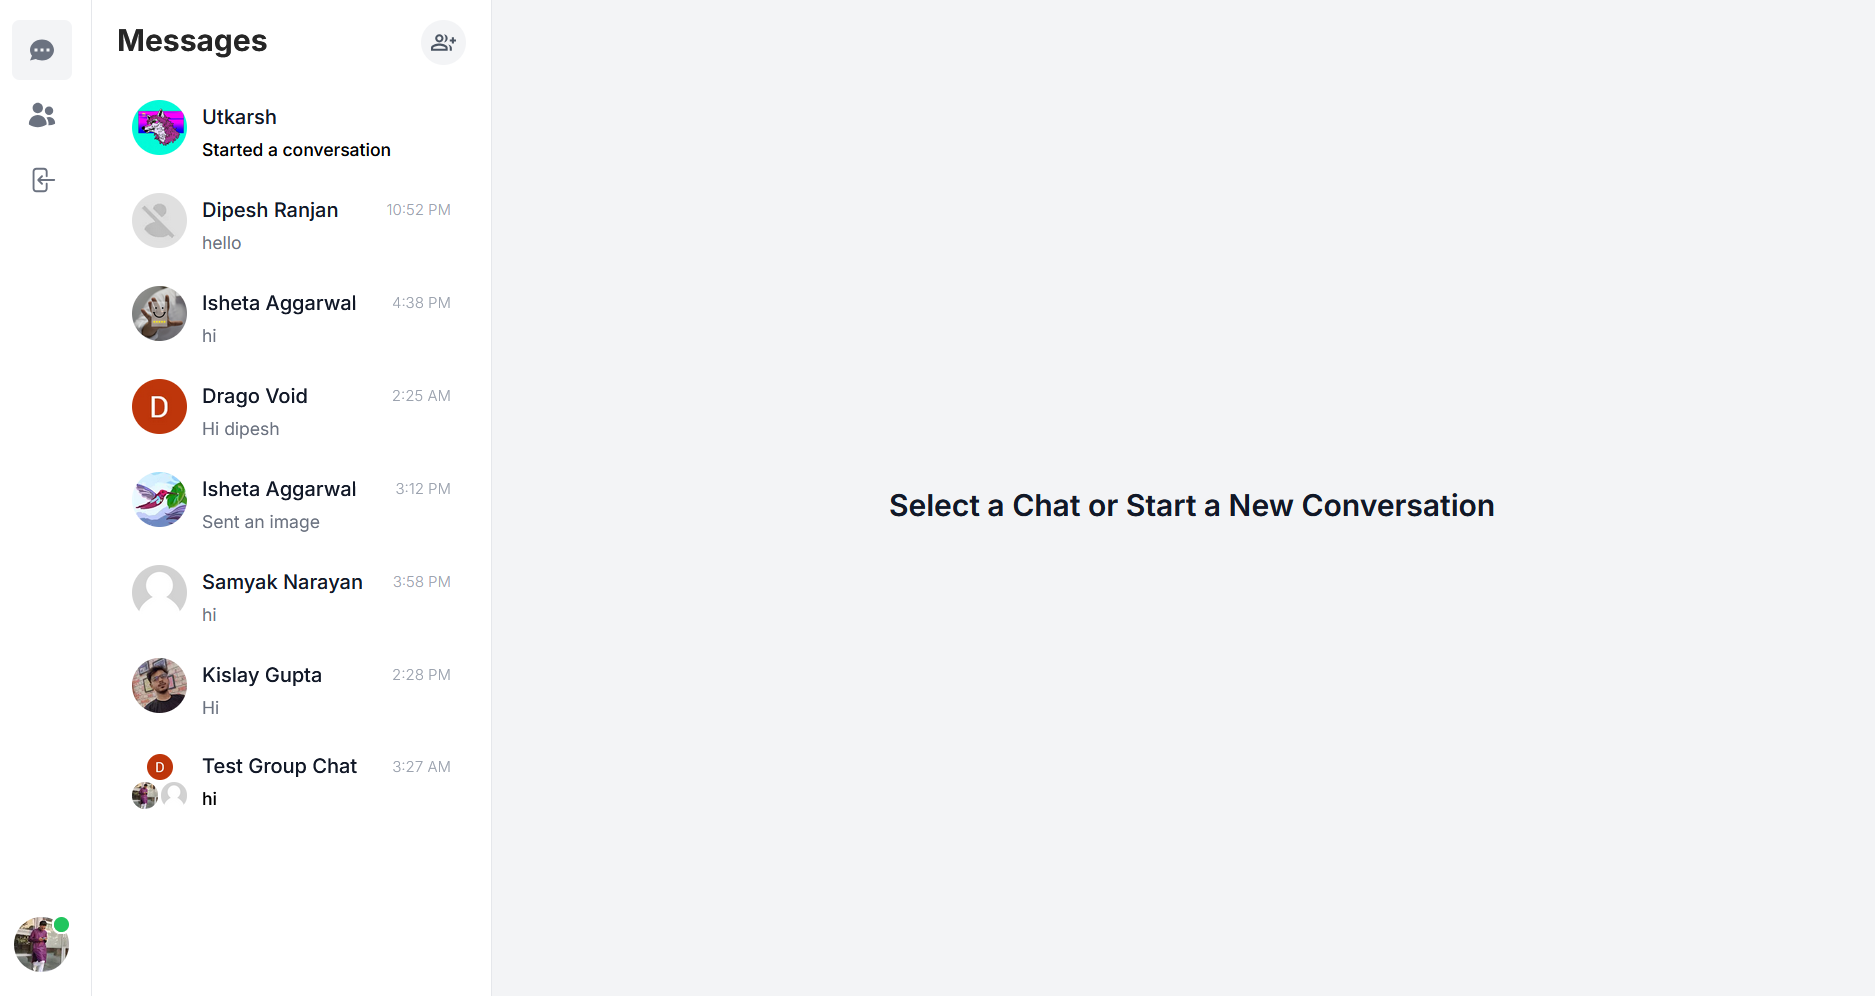 Messages
Utkarsh
Started a conversation
Dipesh Ranjan 10:52 PM
hello
Isheta Aggarwal 4:38 PM
hi
D Drago Void 2:25 AM
Hi dipesh
Isheta Aggarwal 3:12 PM
Sent an image
Samyak Narayan 3:58 PM
hi
Kislay Gupta 2:28 PM
Hi
D Test Group Chat 3:27 AM
hi
Select a Chat or Start a New Conversation